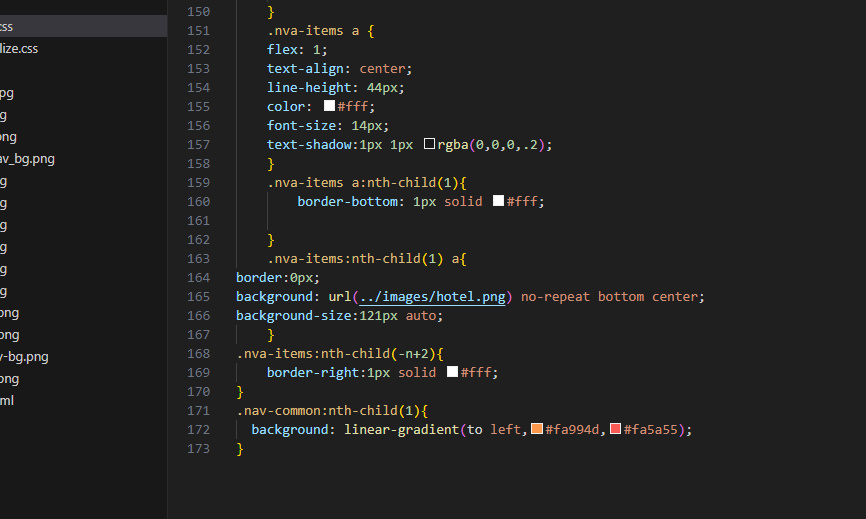 css
lize.css
pg
g
ong
av_bg.png
g
g
g
g
g
g
ong
ong
y-bg.png
ong
ml
150 }
151 .nva-items a {
152 flex: 1;
153 text-align: center;
154 line-height: 44px;
155 color: #fff;
156 font-size: 14px;
157 text-shadow:1px 1px rgba(0,0,0,.2);
158 }
159 .nva-items a:nth-child(1){
160 border-bottom: 1px solid #fff;
161
162 }
163 .nva-items:nth-child(1) a{
164 border:0px;
165 background: url(../images/hotel.png) no-repeat bottom center;
166 background-size:121px auto;
167 }
168 .nva-items:nth-child(-n+2){
169 border-right:1px solid #fff;
170 }
171 .nav-common:nth-child(1){
172 background: linear-gradient(to left,#fa994d,#fa5a55);
173 }